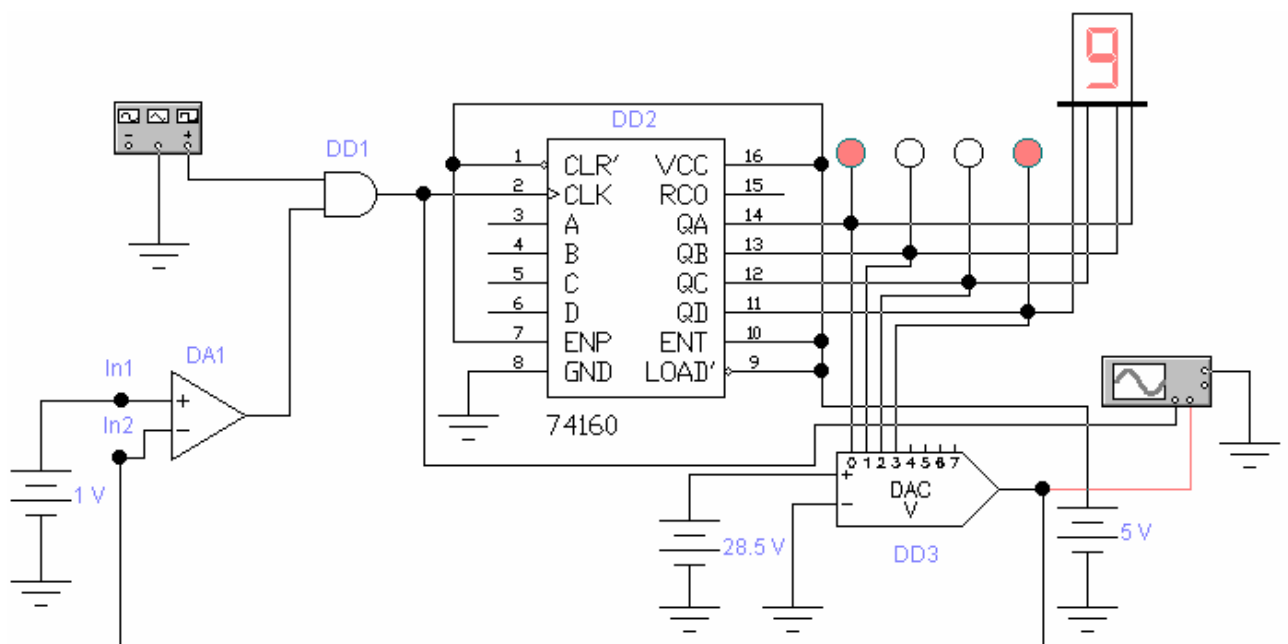 9
- +
DD1
DD2
1 CLR' VCC 16
2 CLK RCO 15
3 A QA 14
4 B QB 13
5 C QC 12
6 D QD 11
7 ENP ENT 10
8 GND LOAD' 9
74160
DA1
In1
+
In2
-
1 V
0 1 2 3 4 5 6 7
+ DAC
- V
28.5 V
DD3
5 V